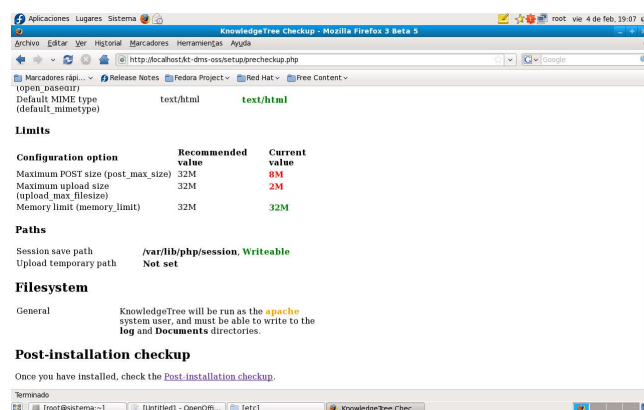 Aplicaciones Lugares Sistema root vie 4 de feb, 19:07
KnowledgeTree Checkup - Mozilla Firefox 3 Beta 5
Archivo Editar Ver Historial Marcadores Herramientas Ayuda
http://localhost/kt-dms-oss/setup/precheckup.php
Google
Marcadores rápi... Release Notes Fedora Project Red Hat Free Content
(open_basedir)
Default MIME type text/html text/html
(default_mimetype)
Limits
Configuration option Recommended value Current value
Maximum POST size (post_max_size) 32M 8M
Maximum upload size 32M 2M
(upload_max_filesize)
Memory limit (memory_limit) 32M 32M
Paths
Session save path /var/lib/php/session, Writeable
Upload temporary path Not set
Filesystem
General KnowledgeTree will be run as the apache
system user, and must be able to write to the
log and Documents directories.
Post-installation checkup
Once you have installed, check the Post-installation checkup.
Terminado
[root@sistema:~] [Untitled1 - OpenOffi... [etc] KnowledgeTree Chec...